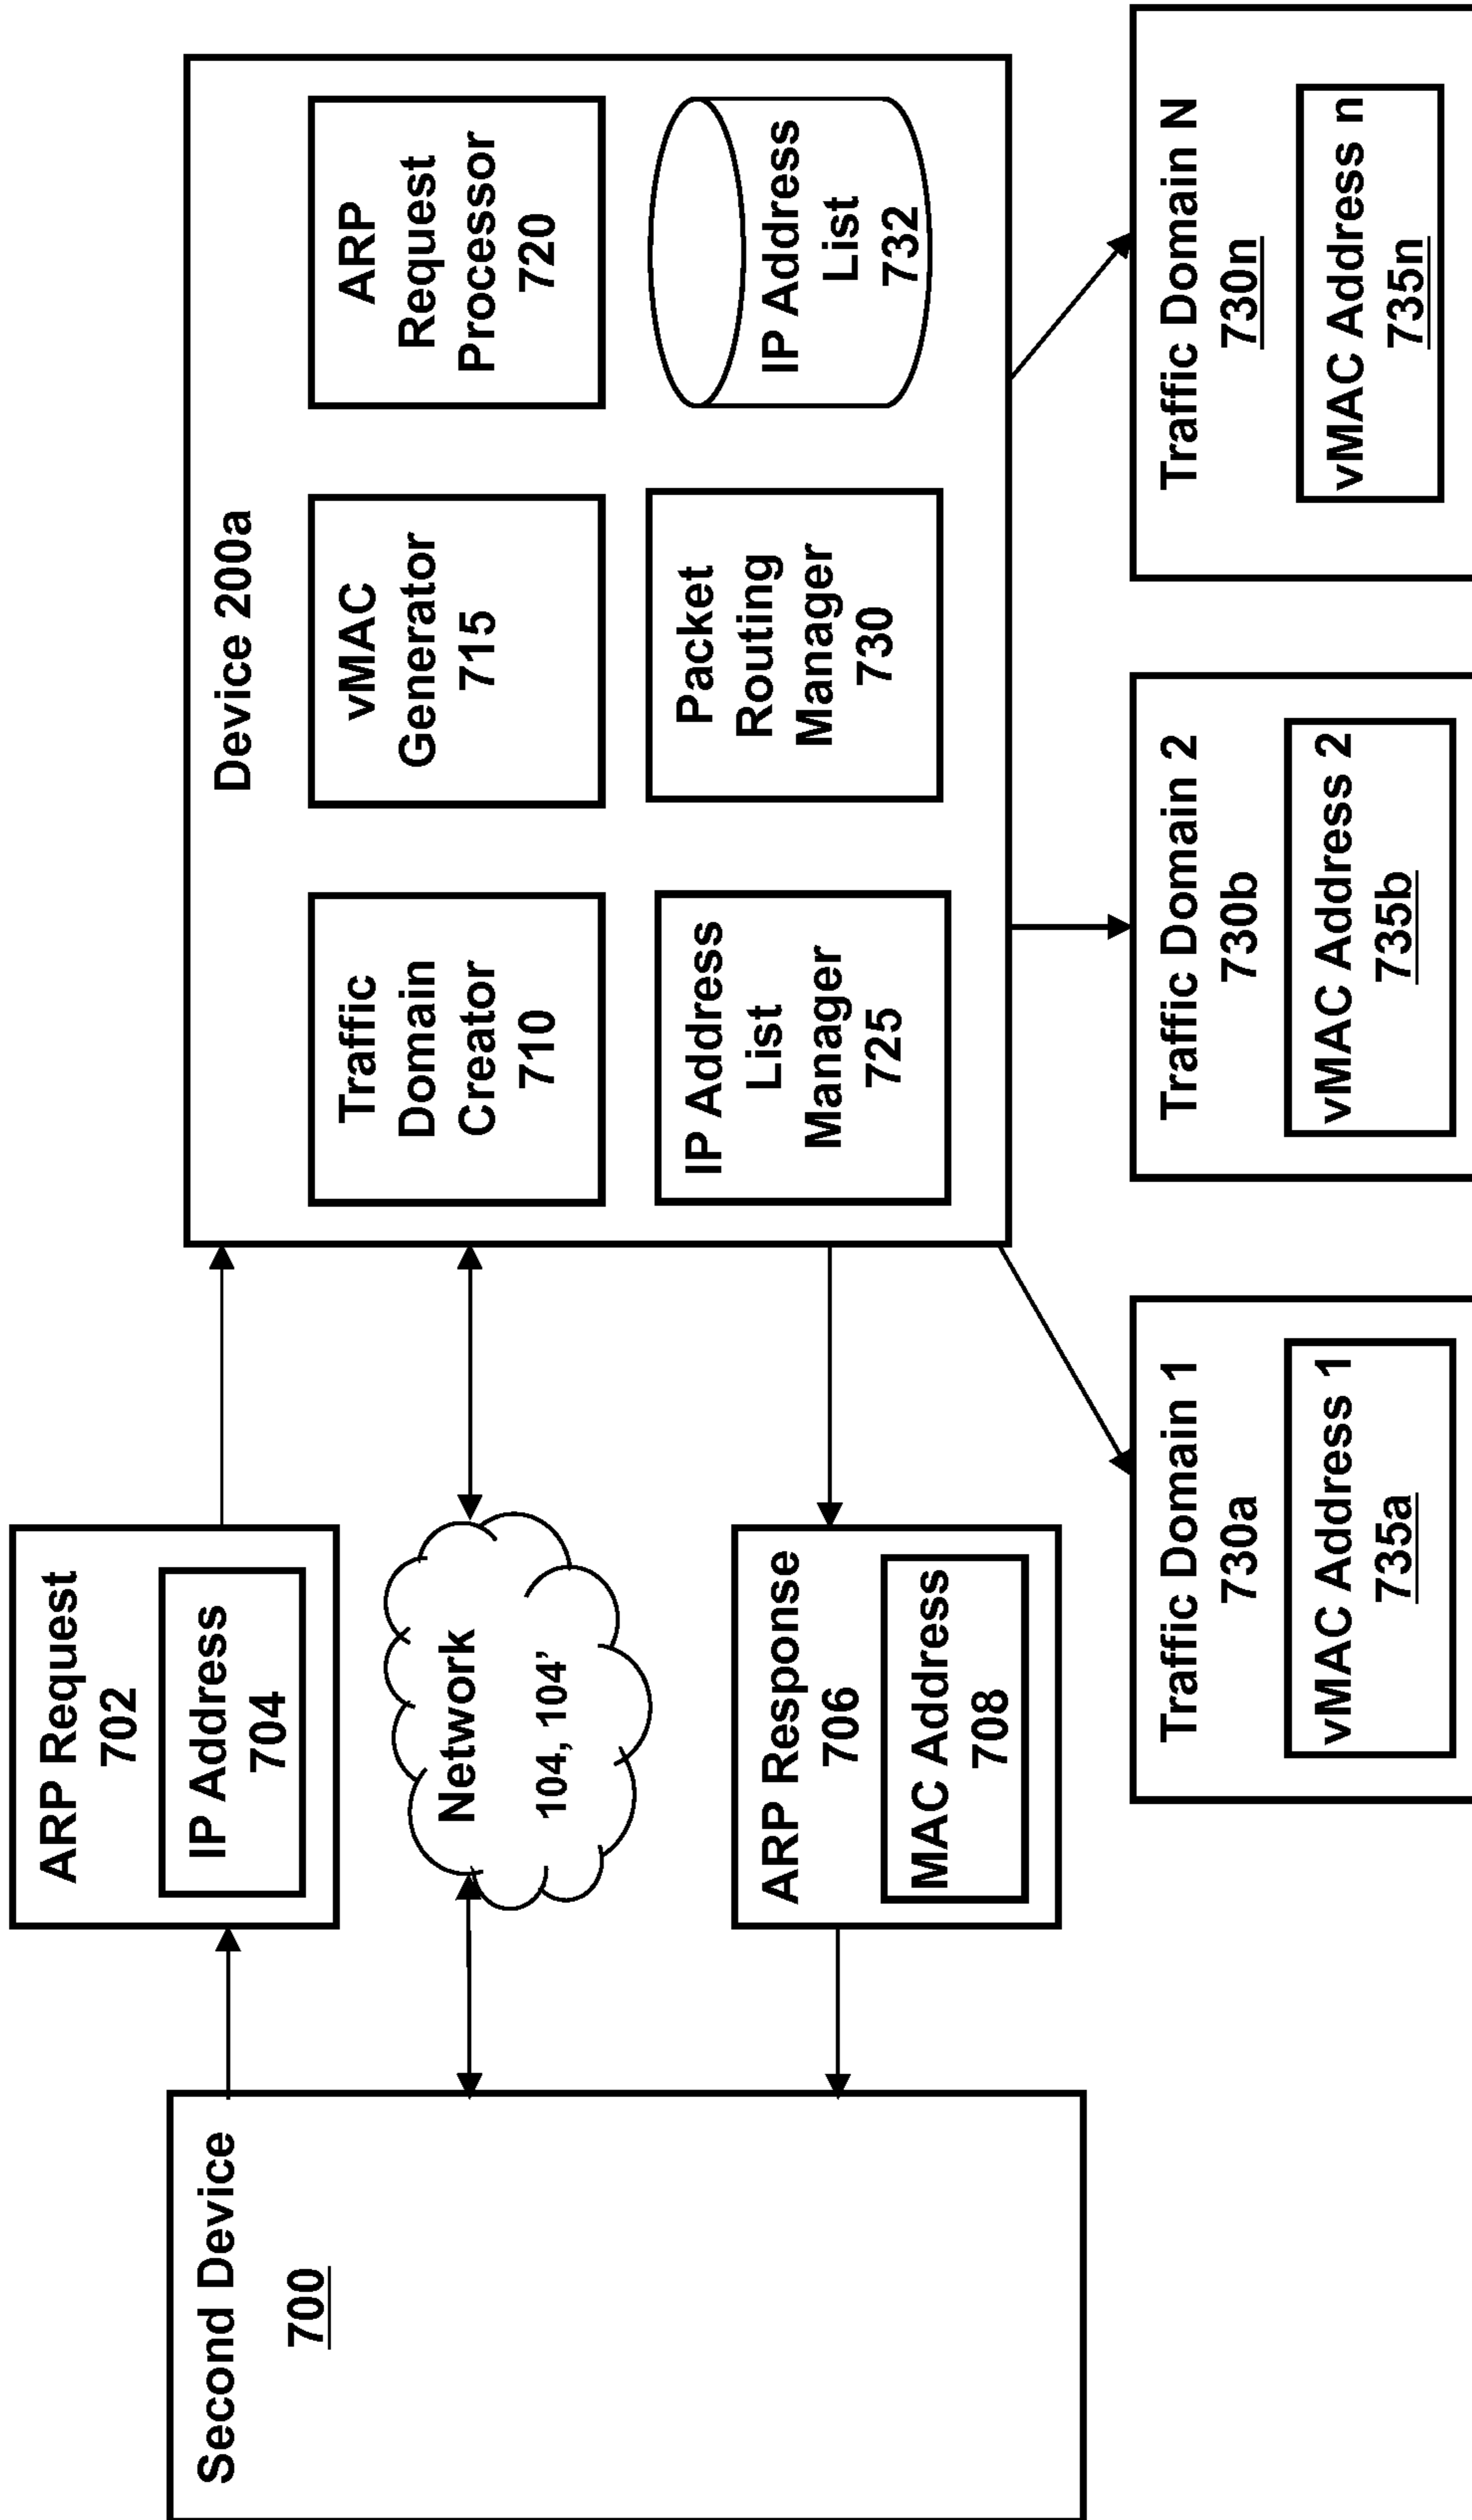 Second Device
700
ARP Request
702
IP Address
704
Network
104, 104’
ARP Response
706
MAC Address
708
Device 200a
Traffic
Domain
Creator
710
vMAC
Generator
715
ARP
Request
Processor
720
IP Address
List
Manager
725
Packet
Routing
Manager
730
IP Address
List
732
Traffic Domain 1
730a
vMAC Address 1
735a
Traffic Domain 2
730b
vMAC Address 2
735b
Traffic Domain N
730n
vMAC Address n
735n